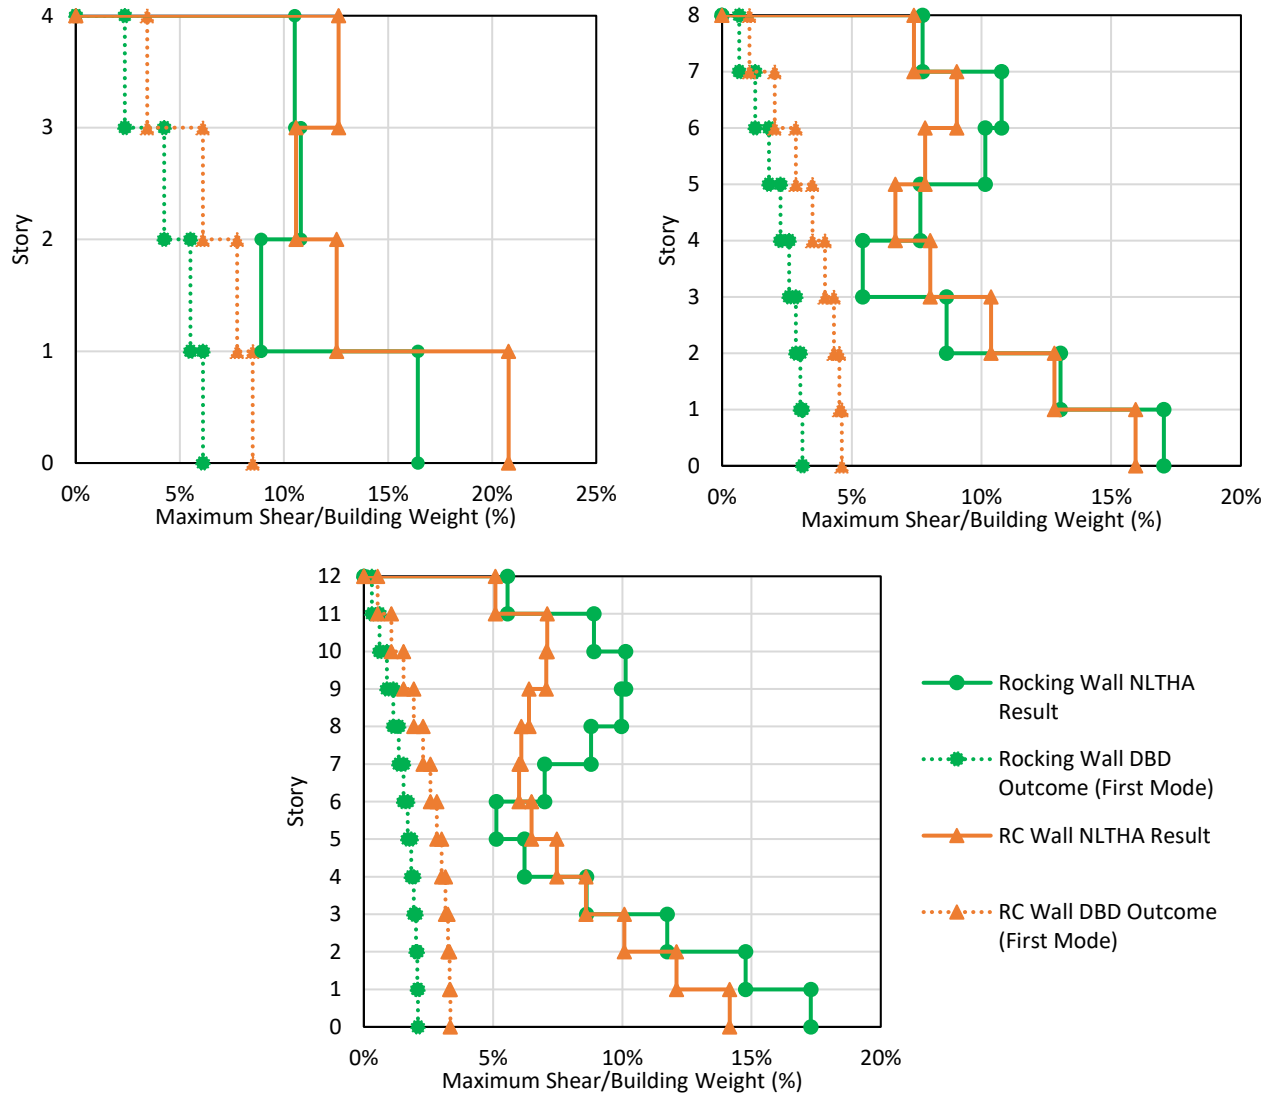 4
3
2
1
0
Story
0% 5% 10% 15% 20% 25%
Maximum Shear/Building Weight (%)
8
7
6
5
4
3
2
1
0
Story
0% 5% 10% 15% 20%
Maximum Shear/Building Weight (%)
12
11
10
9
8
7
6
5
4
3
2
1
0
Story
0% 5% 10% 15% 20%
Maximum Shear/Building Weight (%)
Rocking Wall NLTHA
Result
Rocking Wall DBD
Outcome (First Mode)
RC Wall NLTHA Result
RC Wall DBD Outcome
(First Mode)